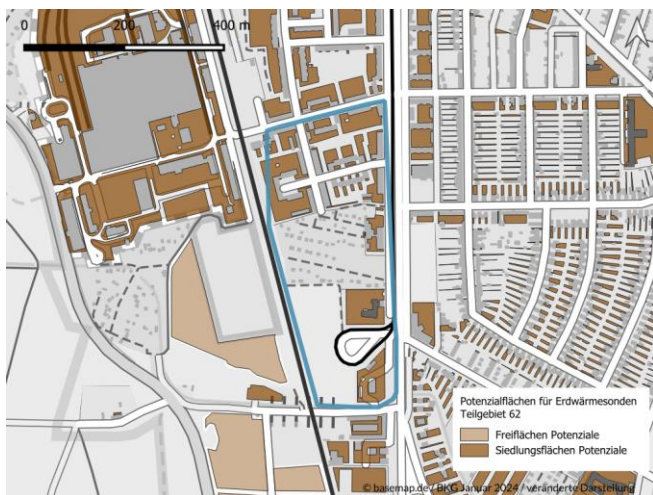 0 200 400 m
Potenzialflächen für Erdwärmesonden
Teilgebiet 62
Freiflächen Potenziale
Siedlungsflächen Potenziale
© basemap.de / BKG Januar 2024 / veränderte Darstellung